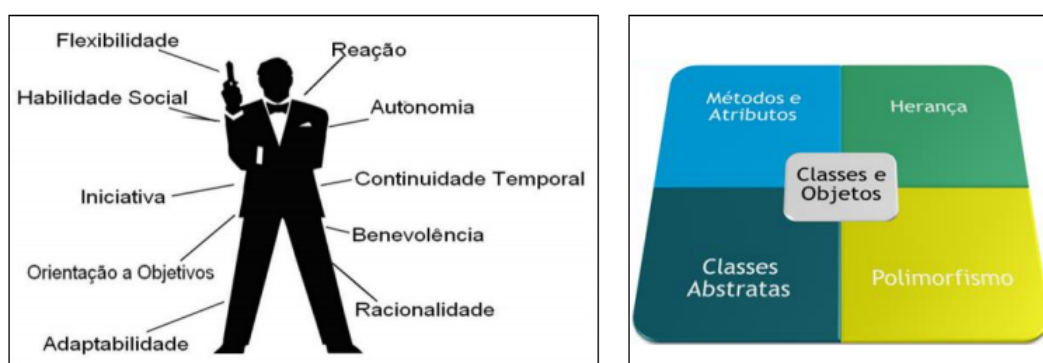 Flexibilidade
Reação
Habilidade Social
Autonomia
Iniciativa
Continuidade Temporal
Benevolência
Orientação a Objetivos
Racionalidade
Adaptabilidade
Métodos e
Atributos
Herança
Classes e
Objetos
Classes
Abstratas
Polimorfismo